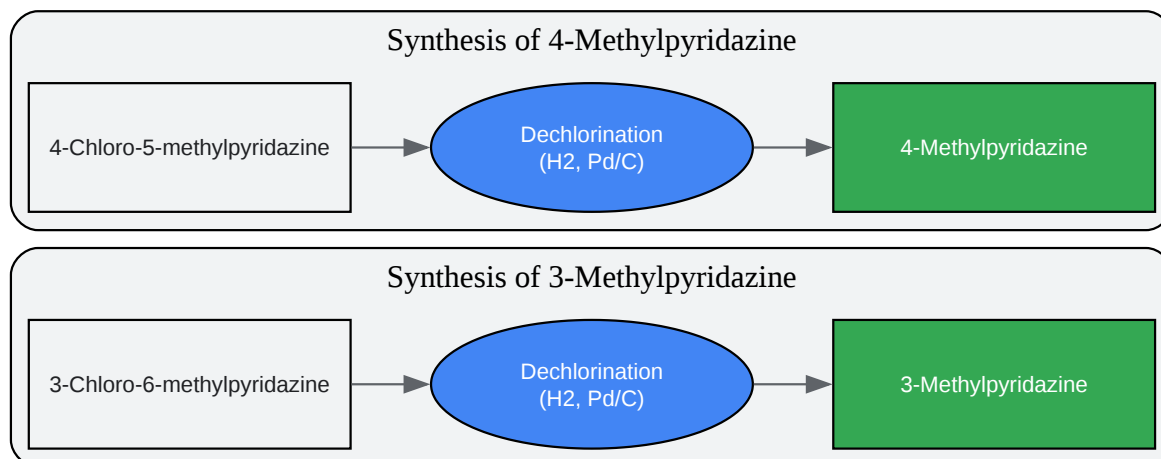 Synthesis of 4-Methylpyridazine
4-Chloro-5-methylpyridazine
Dechlorination
(H2, Pd/C)
4-Methylpyridazine
Synthesis of 3-Methylpyridazine
3-Chloro-6-methylpyridazine
Dechlorination
(H2, Pd/C)
3-Methylpyridazine